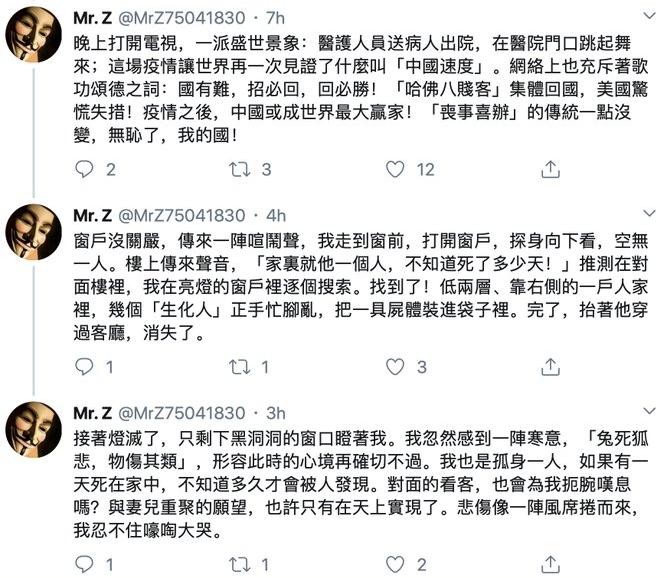 Mr. Z @MrZ75041830 · 7h
晚上打開電視，一派盛世景象：醫護人員送病人出院，在醫院門口跳起舞
來；這場疫情讓世界再一次見證了什麼叫「中國速度」。網絡上也充斥著歌
功頌德之詞：國有難，招必回，回必勝！「哈佛八賤客」集體回國，美國驚
慌失措！疫情之後，中國或成世界最大贏家！「喪事喜辦」的傳統一點沒
變，無恥了，我的國！
2 3 12
Mr. Z @MrZ75041830 · 4h
窗戶沒關嚴，傳來一陣喧鬧聲，我走到窗前，打開窗戶，探身向下看，空無
一人。樓上傳來聲音，「家裏就他一個人，不知道死了多少天！」推測在對
面樓裡，我在亮燈的窗戶裡逐個搜索。找到了！低兩層、靠右側的一戶人家
裡，幾個「生化人」正手忙腳亂，把一具屍體裝進袋子裡。完了，抬著他穿
過客廳，消失了。
1 1 3
Mr. Z @MrZ75041830 · 3h
接著燈滅了，只剩下黑洞洞的窗口瞪著我。我忽然感到一陣寒意，「兔死狐
悲，物傷其類」，形容此時的心境再確切不過。我也是孤身一人，如果有一
天死在家中，不知道多久才會被人發現。對面的看客，也會為我扼腕嘆息
嗎？與妻兒重聚的願望，也許只有在天上實現了。悲傷像一陣風席捲而來，
我忍不住嚎啕大哭。
1 1 2